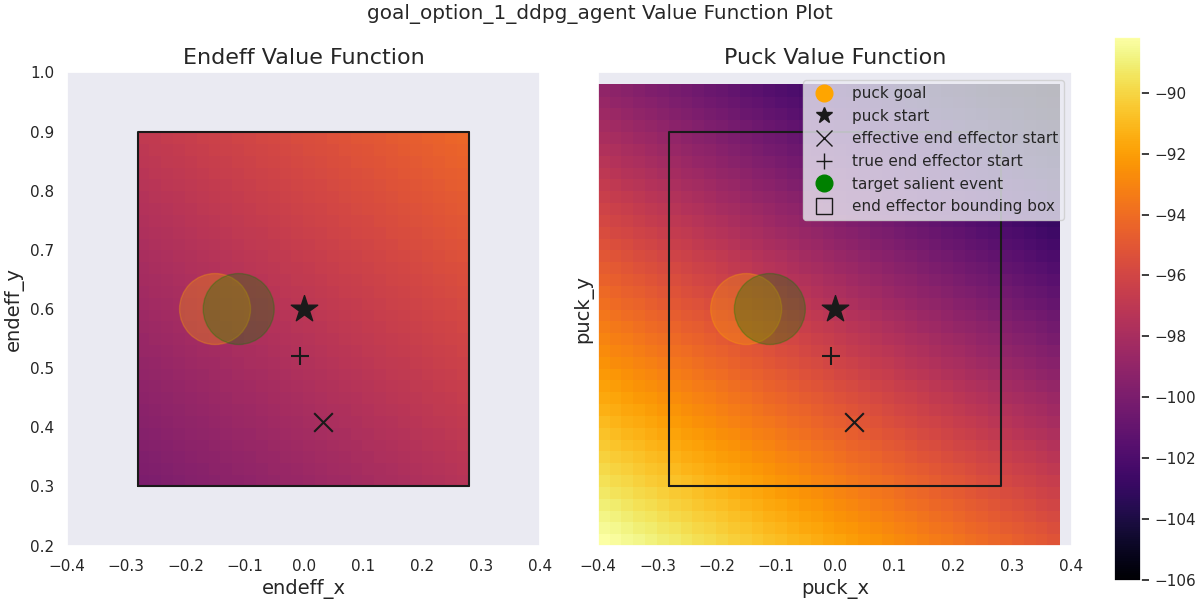 goal_option_1_ddpg_agent Value Function Plot
Endeff Value Function
1.0
0.9
0.8
0.7
0.6
0.5
0.4
0.3
0.2
endeff_y
−0.4 −0.3 −0.2 −0.1 0.0 0.1 0.2 0.3 0.4
endeff_x
Puck Value Function
puck goal
puck start
effective end effector start
true end effector start
target salient event
end effector bounding box
puck_y
−0.4 −0.3 −0.2 −0.1 0.0 0.1 0.2 0.3 0.4
puck_x
−90
−92
−94
−96
−98
−100
−102
−104
−106